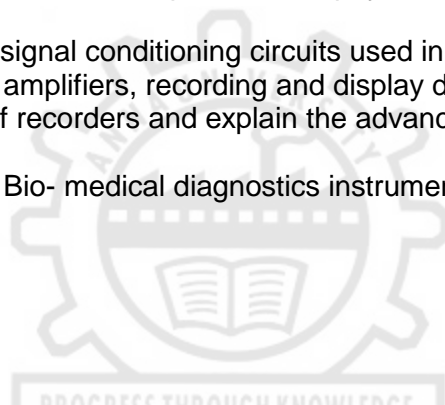 signal conditioning circuits used in
amplifiers, recording and display d
f recorders and explain the advanc
Bio- medical diagnostics instrumen
PROGRESS THROUGH KNOWLEDGE